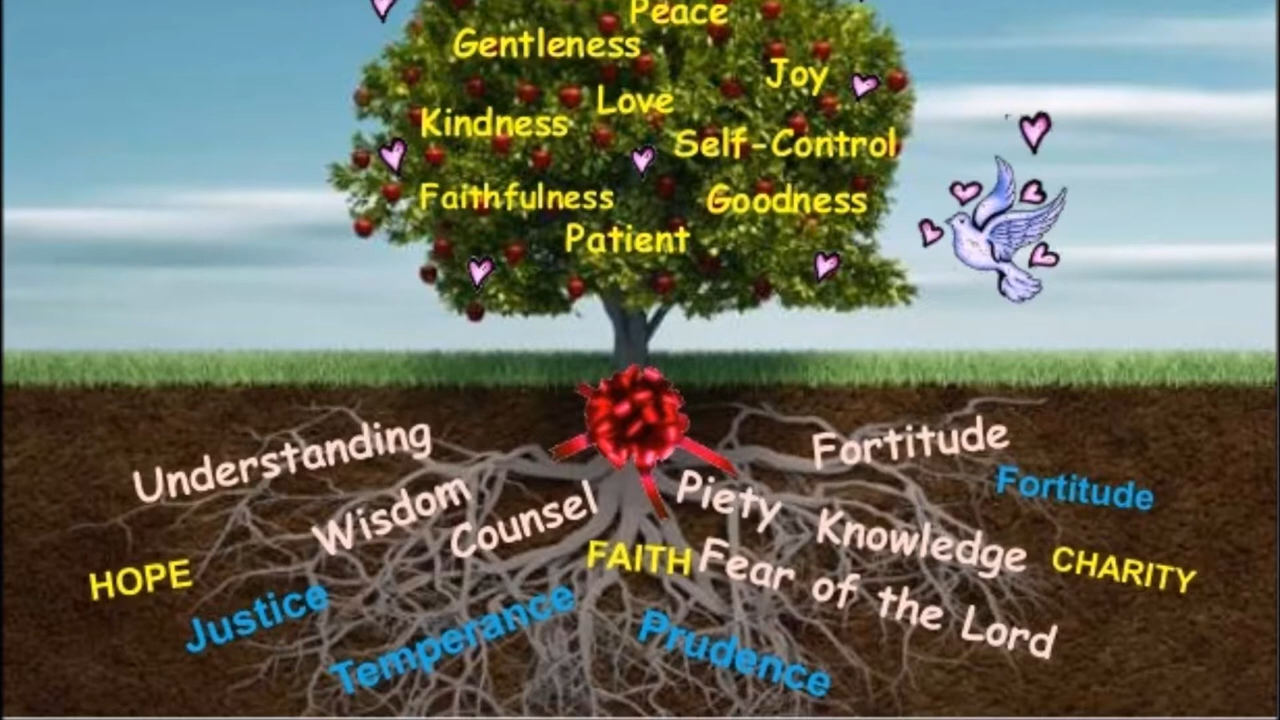 Peace
Gentleness
Joy
Love
Kindness
Self-Control
Faithfulness
Goodness
Patient
Understanding
Fortitude
Fortitude
Wisdom
Piety
Counsel
Knowledge
FAITH
Fear of the Lord
CHARITY
HOPE
Justice
Temperance
Prudence